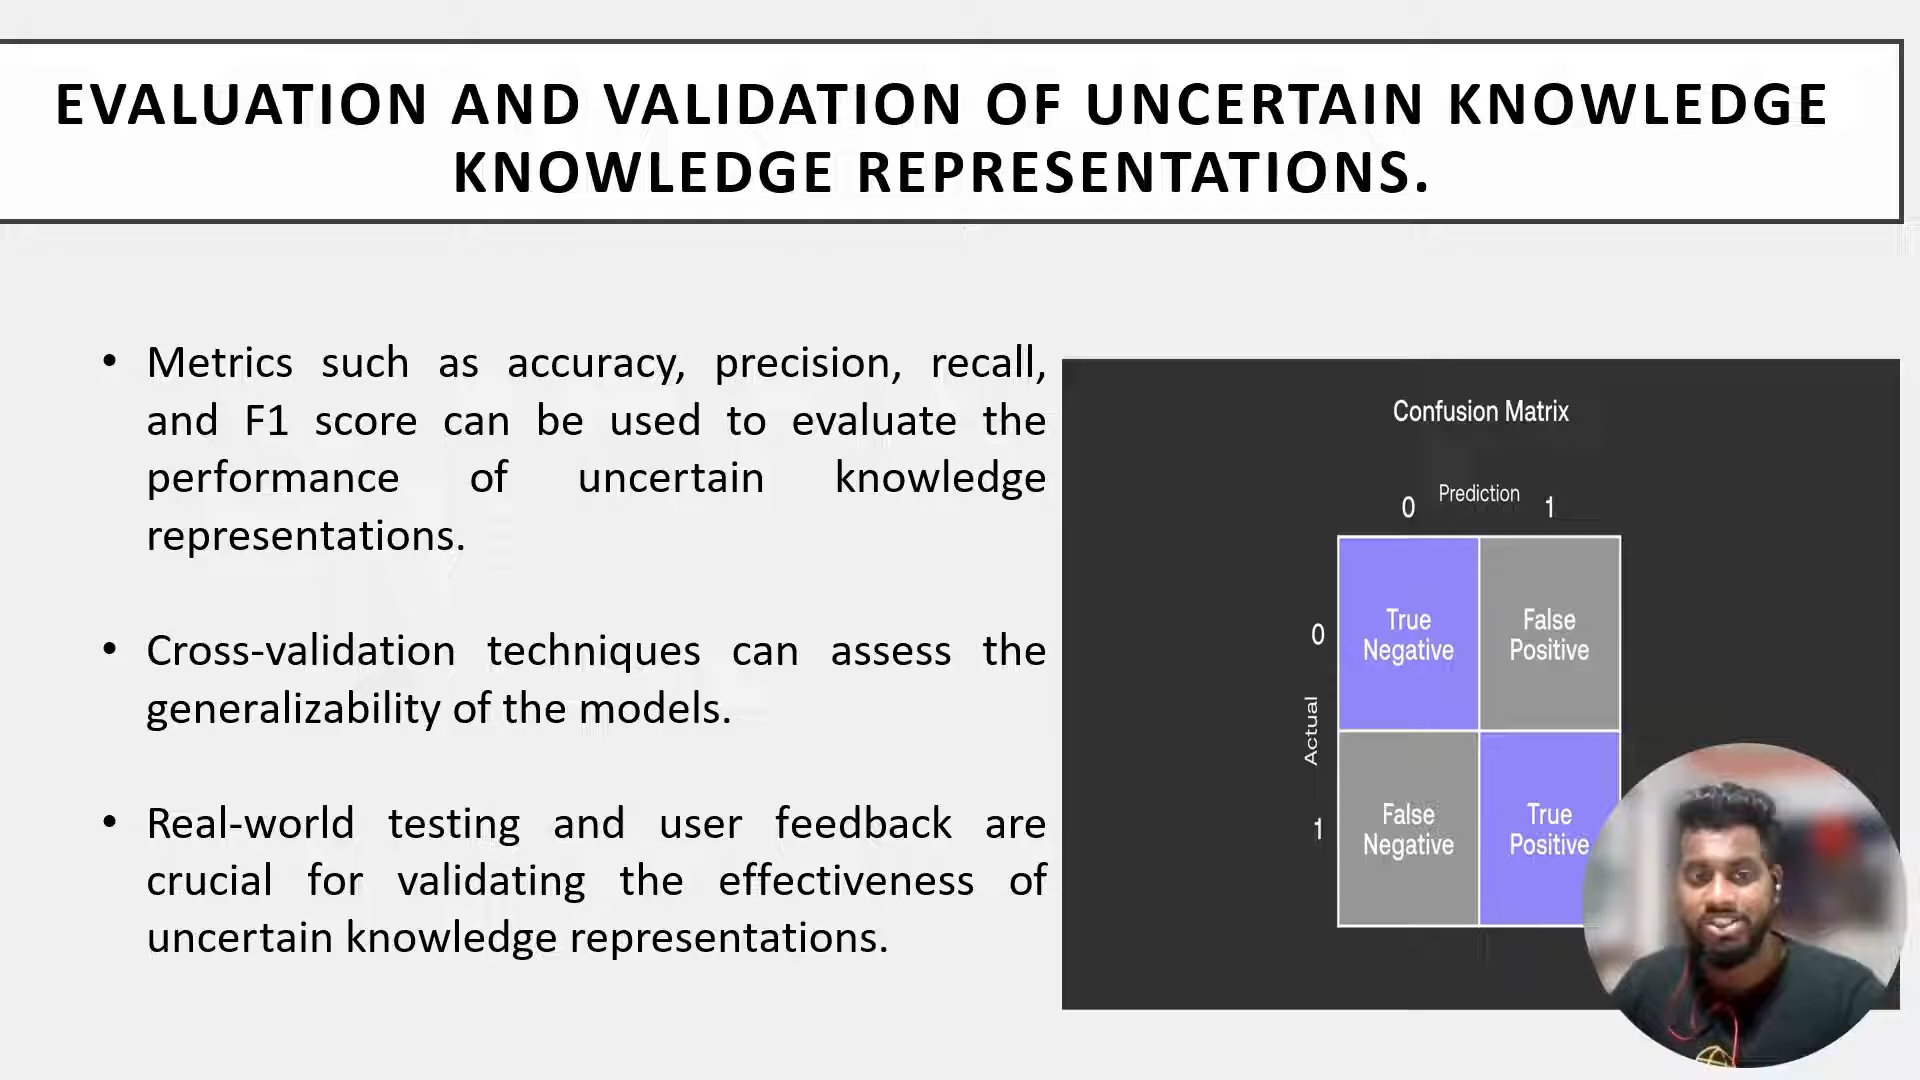 EVALUATION AND VALIDATION OF UNCERTAIN KNOWLEDGE
KNOWLEDGE REPRESENTATIONS.
• Metrics such as accuracy, precision, recall,
and F1 score can be used to evaluate the
performance of uncertain knowledge
representations.
• Cross-validation techniques can assess the
generalizability of the models.
• Real-world testing and user feedback are
crucial for validating the effectiveness of
uncertain knowledge representations.
Confusion Matrix
Prediction
0 1
Actual
0
True
Negative
False
Positive
1
False
Negative
True
Positive